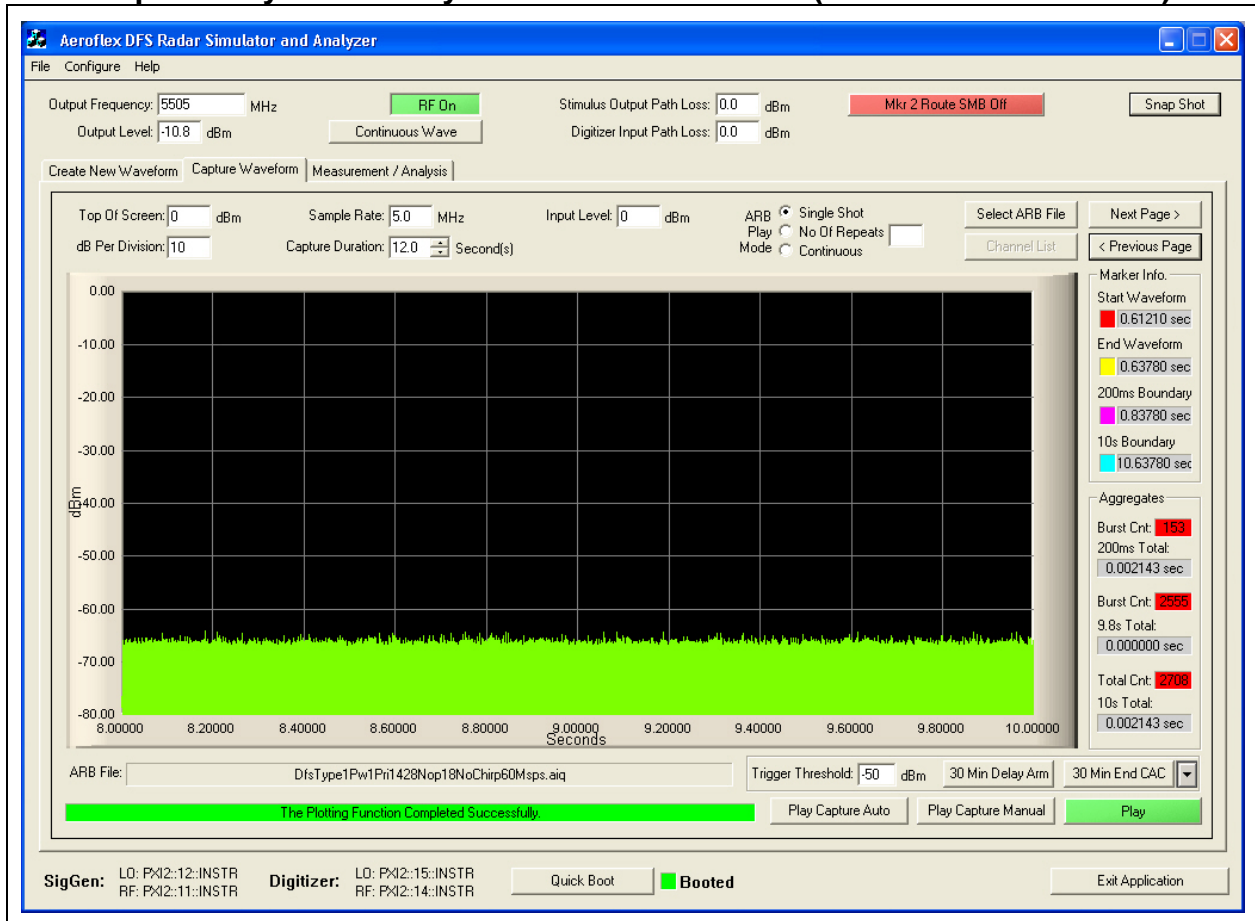 Aeroflex DFS Radar Simulator and Analyzer
File Configure Help
Output Frequency: 5505 MHz RF On Stimulus Output Path Loss: 0.0 dBm Mkr 2 Route SMB Off Snap Shot
Output Level: -10.8 dBm Continuous Wave Digitizer Input Path Loss: 0.0 dBm
Create New Waveform Capture Waveform Measurement / Analysis
Top Of Screen: 0 dBm Sample Rate: 5.0 MHz Input Level: 0 dBm ARB Play Mode Single Shot Select ARB File Next Page >
No Of Repeats
dB Per Division: 10 Capture Duration: 12.0 Second(s) Continuous Channel List < Previous Page
Marker Info.
Start Waveform
0.61210 sec
End Waveform
0.63780 sec
200ms Boundary
0.83780 sec
10s Boundary
10.63780 sec
Aggregates
Burst Cnt: 153
200ms Total:
0.002143 sec
Burst Cnt: 2555
9.8s Total:
0.000000 sec
Total Cnt: 2708
10s Total:
0.002143 sec
0.00
-10.00
-20.00
-30.00
-40.00
-50.00
-60.00
-70.00
-80.00
dBm
8.00000 8.20000 8.40000 8.60000 8.80000 9.00000 9.20000 9.40000 9.60000 9.80000 10.00000
Seconds
ARB File: DfsType1Pw1Pri1428Nop18NoChirp60Msps.aiq Trigger Threshold: -50 dBm 30 Min Delay Arm 30 Min End CAC
The Plotting Function Completed Successfully. Play Capture Auto Play Capture Manual Play
SigGen: LO: PXI2::12::INSTR Digitizer: LO: PXI2::15::INSTR Quick Boot Booted Exit Application
RF: PXI2::11::INSTR RF: PXI2::14::INSTR